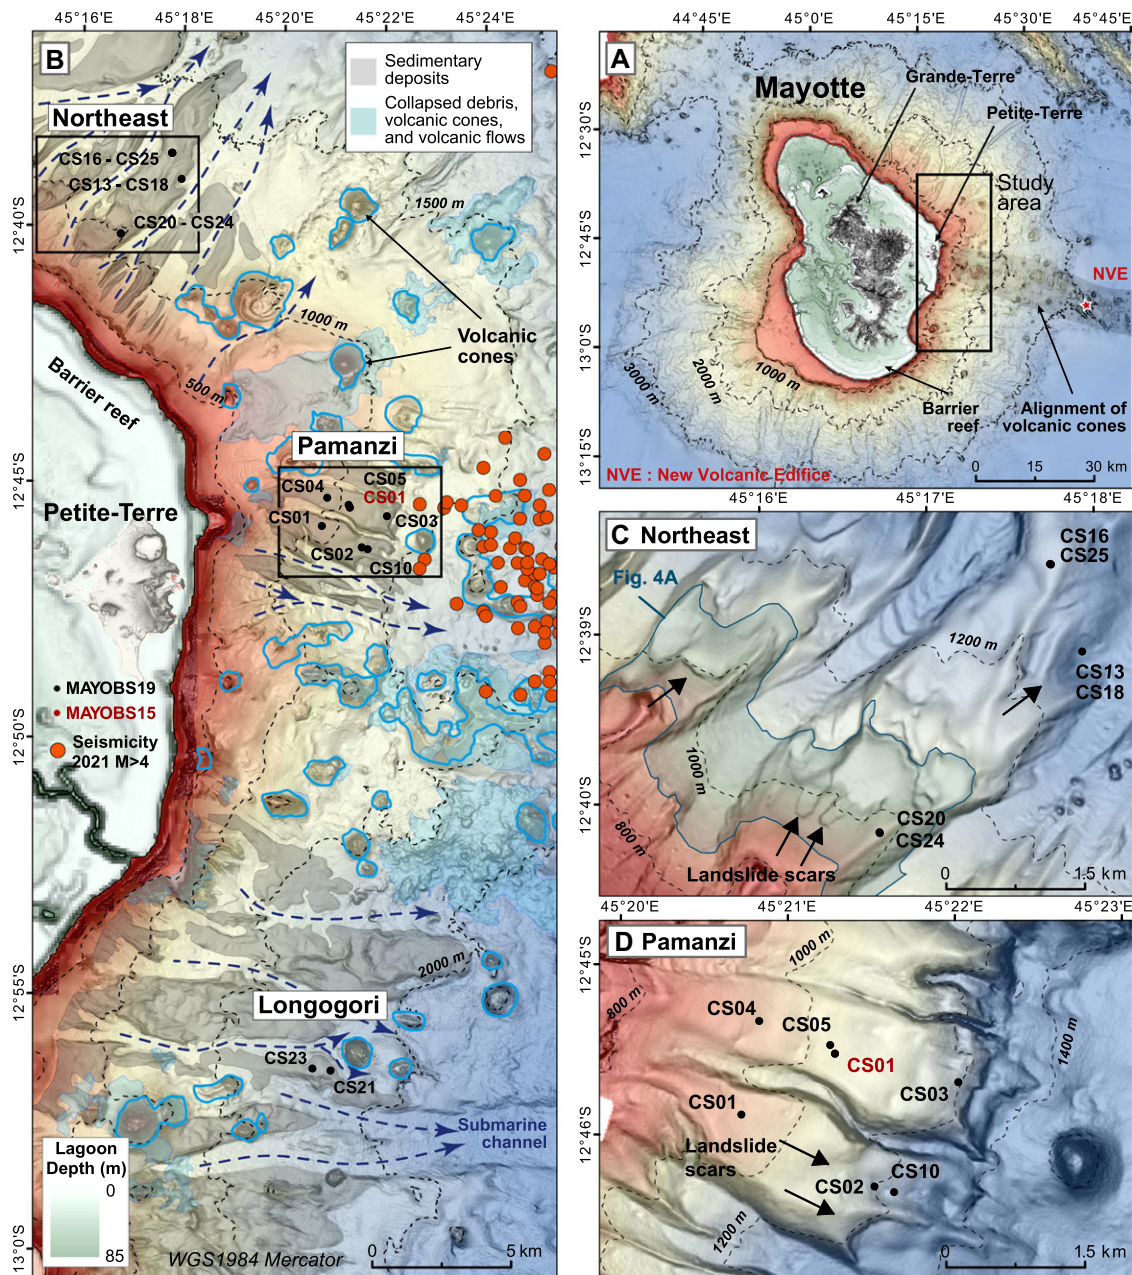 45°18'E
45°20'E
45°22'E
45°24'E
B
Sedimentary
deposits
Collapsed debris,
volcanic cones,
and volcanic flows
Northeast
CS16 - CS25
CS13 - CS18
CS20 - CS24
1500 m
1000 m
500 m
Volcanic
cones
Barrier reef
Pamanzi
CS04
CS05
CS01
CS01
CS03
CS02
CS10
Petite-Terre
MAYOBS19
MAYOBS15
Seismicity
2021 M>4
2000 m
Longogori
CS23
CS21
Submarine
channel
Lagoon
Depth (m)
0
85
WGS1984 Mercator
0
5 km
12°40'S
12°45'S
12°50'S
12°55'S
13°0'S
44°45'E
45°0'E
45°15'E
45°30'E
45°45'E
A
Mayotte
Grande-Terre
Petite-Terre
Study
area
NVE
3000 m
2000 m
1000 m
Barrier
reef
Alignment of
volcanic cones
NVE : New Volcanic Edifice
0
15
30 km
12°30'S
12°45'S
13°0'S
13°15'S
45°16'E
45°17'E
45°18'E
C
Northeast
CS16
CS25
Fig. 4A
1200 m
CS13
CS18
1000 m
800 m
CS20
CS24
Landslide scars
0
1.5 km
12°39'S
12°40'S
45°20'E
45°21'E
45°22'E
45°23'E
D
Pamanzi
1000 m
800 m
CS04
CS05
CS01
1400 m
CS03
CS01
Landslide
scars
CS10
CS02
1200 m
0
1.5 km
12°45'S
12°46'S